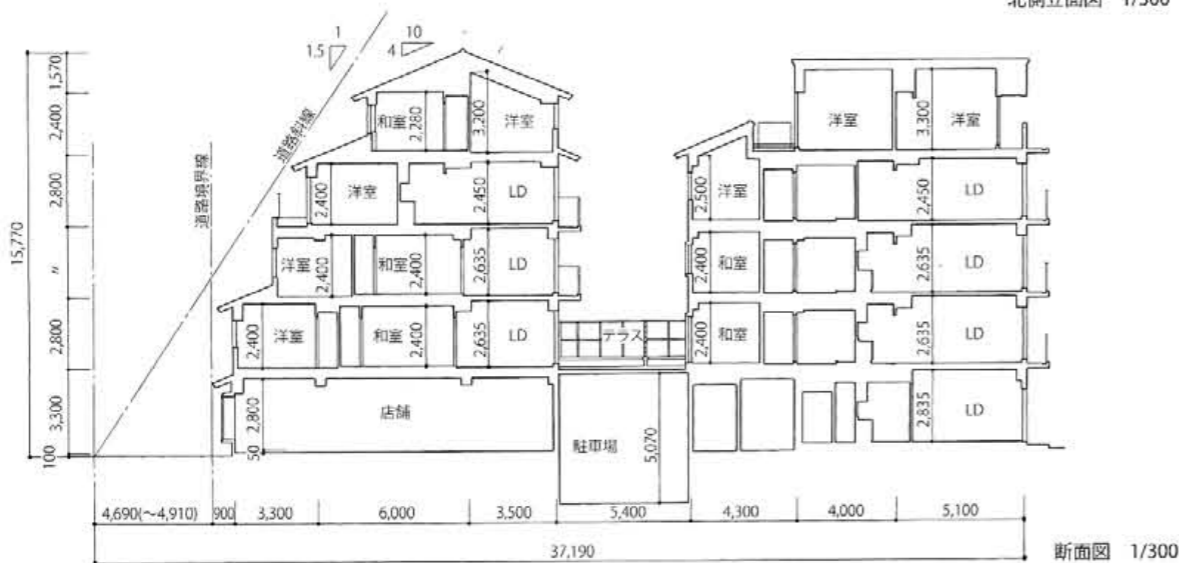 北側立面図 1/300
1
1.5
10
4
道路斜線
道路境界線
15,770
1,570
2,400
2,800
〃
2,800
3,300
100
和室
2,280
3,200
洋室
洋室
3,300
洋室
2,400
洋室
2,450
LD
2,500
洋室
2,450
LD
洋室
2,400
和室
2,400
2,635
LD
2,400
和室
2,635
LD
2,400
洋室
和室
2,400
2,635
LD
テラス
2,400
和室
2,635
LD
2,800
50
店舗
駐車場
5,070
2,835
LD
4,690(～4,910)
900
3,300
6,000
3,500
5,400
4,300
4,000
5,100
37,190
断面図 1/300